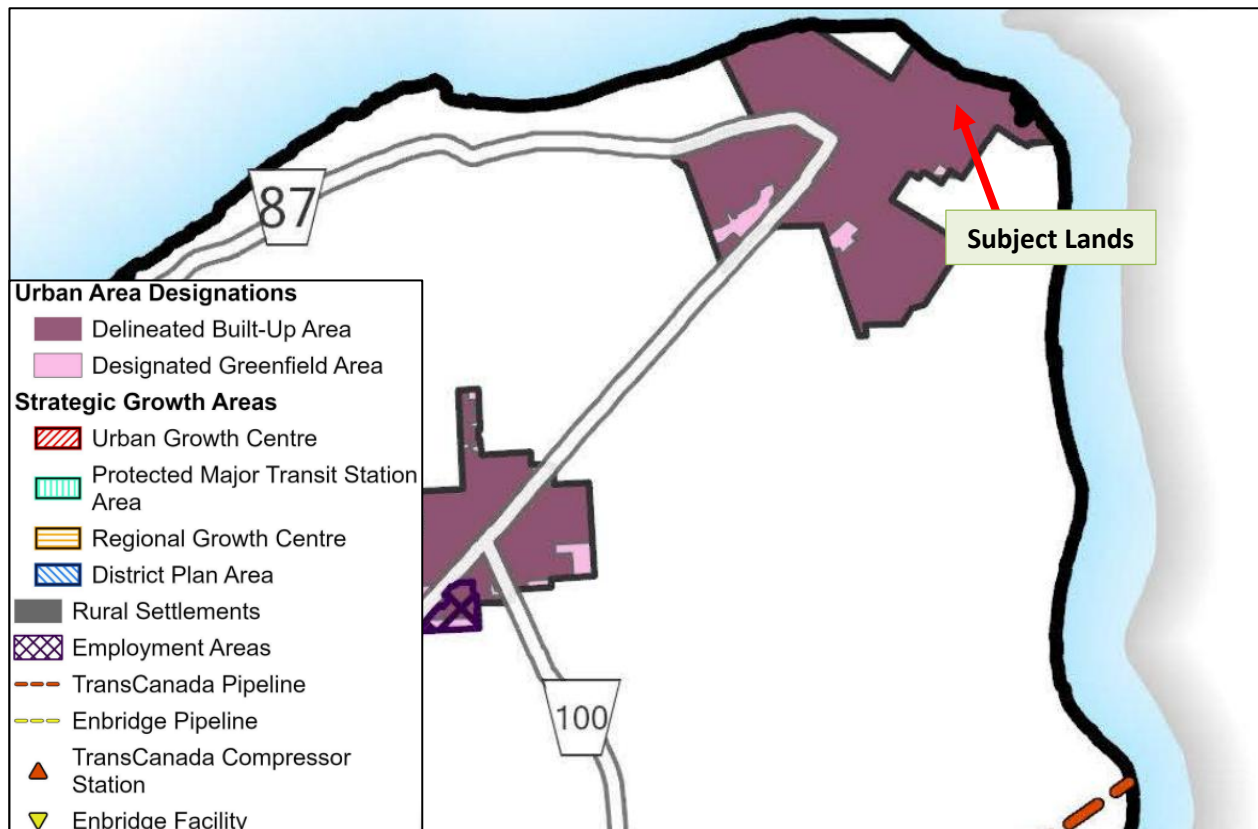 87
Subject Lands
Urban Area Designations
Delineated Built-Up Area
Designated Greenfield Area
Strategic Growth Areas
Urban Growth Centre
Protected Major Transit Station
Area
Regional Growth Centre
District Plan Area
Rural Settlements
Employment Areas
TransCanada Pipeline
Enbridge Pipeline
TransCanada Compressor
Station
Enbridge Facility
100